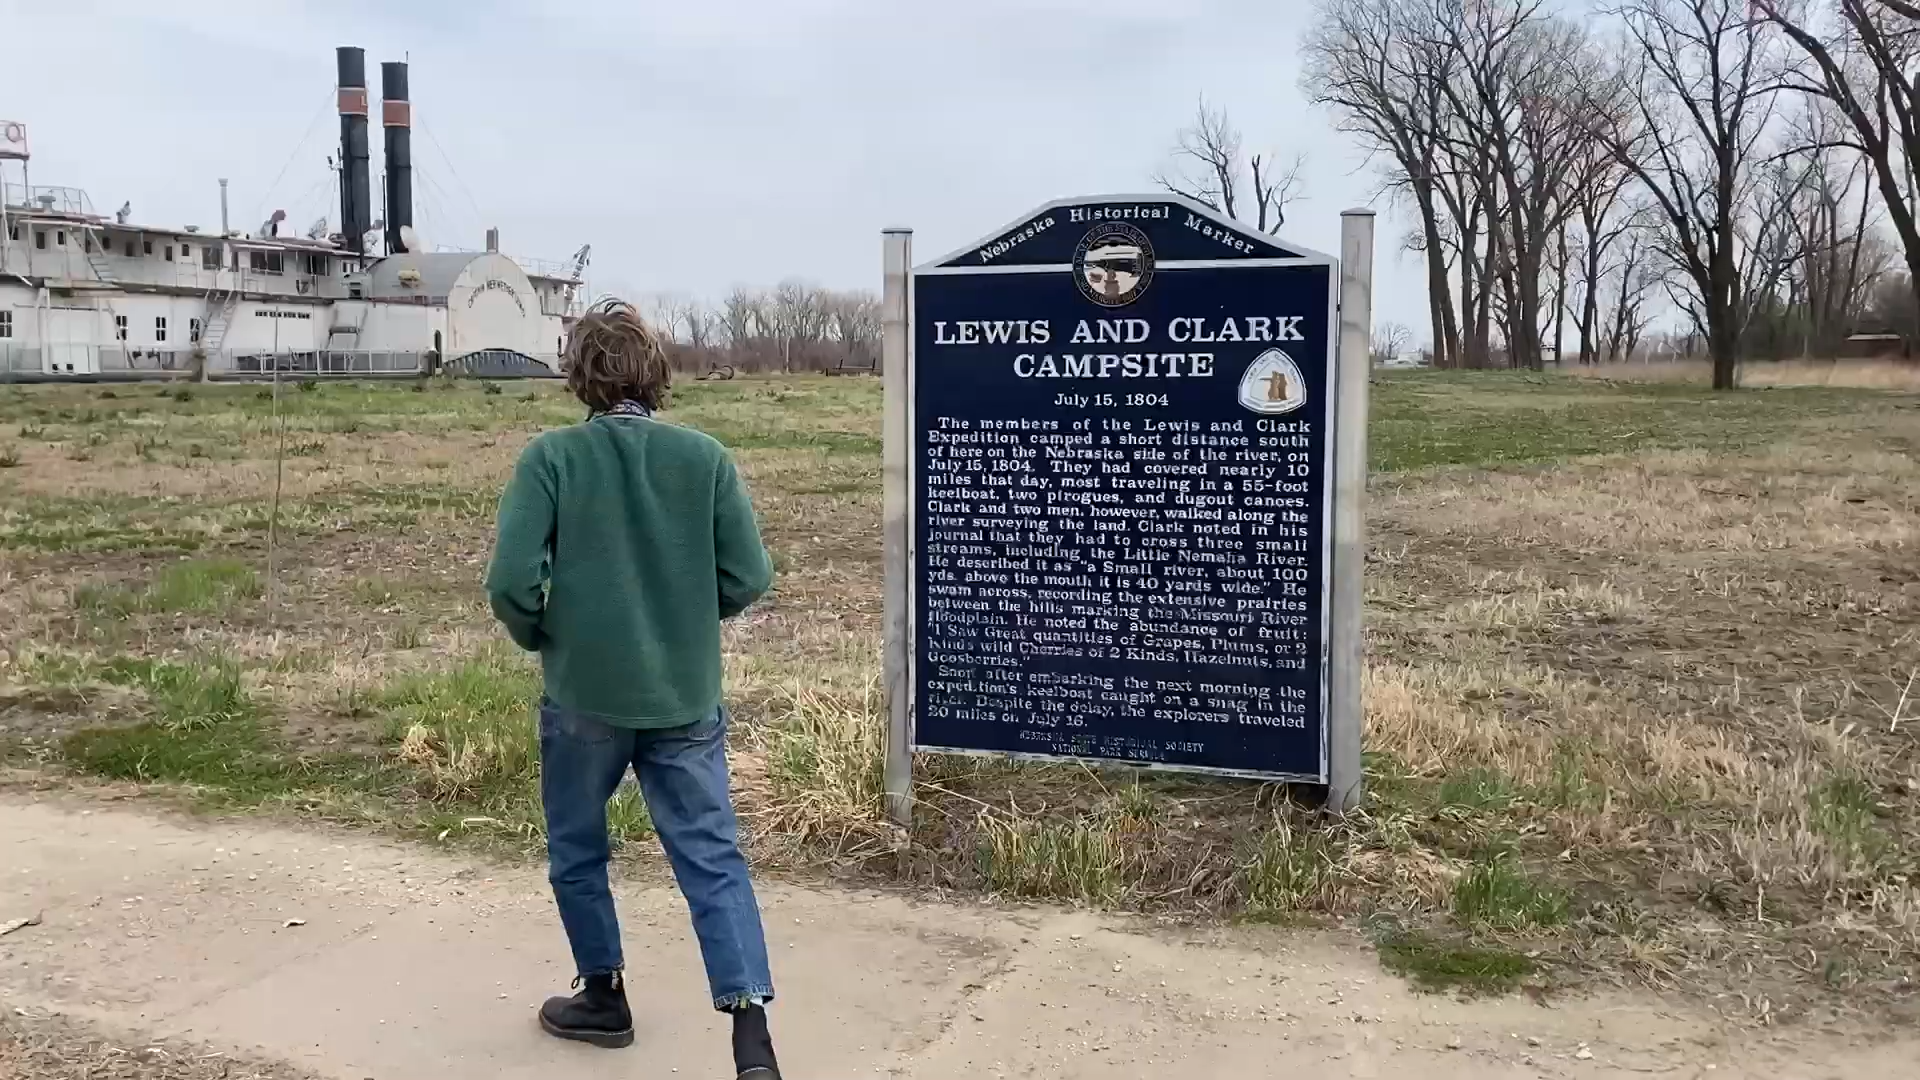 CAPTAIN MERIWETHER LEWIS
Nebraska Historical Marker
LEWIS AND CLARK
CAMPSITE
July 15, 1804
The members of the Lewis and Clark
Expedition camped a short distance south
of here on the Nebraska side of the river, on
July 15, 1804. They had covered nearly 10
miles that day, most traveling in a 55-foot
keelboat, two pirogues, and dugout canoes.
Clark and two men, however, walked along the
river surveying the land. Clark noted in his
journal that they had to cross three small
streams, including the Little Nemaha River.
He described it as "a Small river, about 100
yds. above the mouth it is 40 yards wide." He
swam across, recording the extensive prairies
between the hills marking the Missouri River
floodplain. He noted the abundance of fruit:
"I Saw Great quantities of Grapes, Plums, or 2
Kinds wild Cherries of 2 Kinds, Hazelnuts, and
Goosberries."
Soon after embarking the next morning the
expedition's keelboat caught on a snag in the
river. Despite the delay, the explorers traveled
20 miles on July 16.
NEBRASKA STATE HISTORICAL SOCIETY
NATIONAL PARK SERVICE